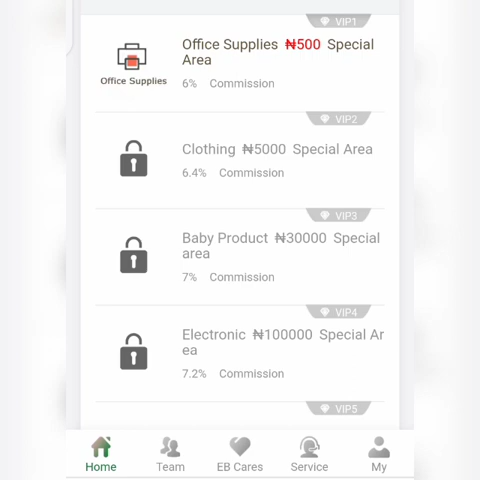 VIP1
Office Supplies ₦500 Special
Area
Office Supplies
6% Commission
VIP2
Clothing ₦5000 Special Area
6.4% Commission
VIP3
Baby Product ₦30000 Special
area
7% Commission
VIP4
Electronic ₦100000 Special Ar
ea
7.2% Commission
VIP5
Home Team EB Cares Service My